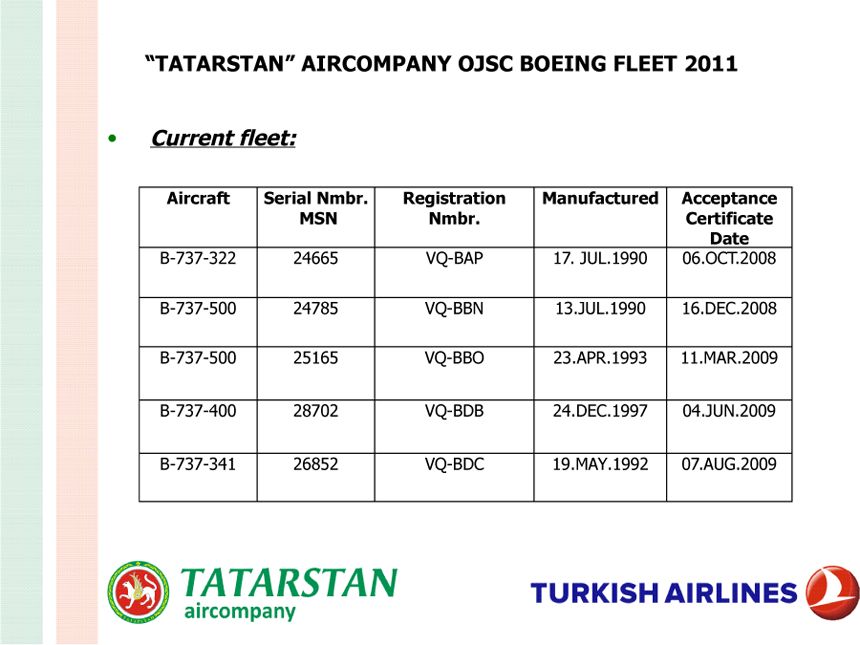 “TATARSTAN” AIRCOMPANY OJSC BOEING FLEET 2011
• Current fleet:
Aircraft Serial Nmbr. MSN Registration Nmbr. Manufactured Acceptance Certificate Date
B-737-322 24665 VQ-BAP 17. JUL.1990 06.OCT.2008
B-737-500 24785 VQ-BBN 13.JUL.1990 16.DEC.2008
B-737-500 25165 VQ-BBO 23.APR.1993 11.MAR.2009
B-737-400 28702 VQ-BDB 24.DEC.1997 04.JUN.2009
B-737-341 26852 VQ-BDC 19.MAY.1992 07.AUG.2009
TATARSTAN
aircompany
TURKISH AIRLINES